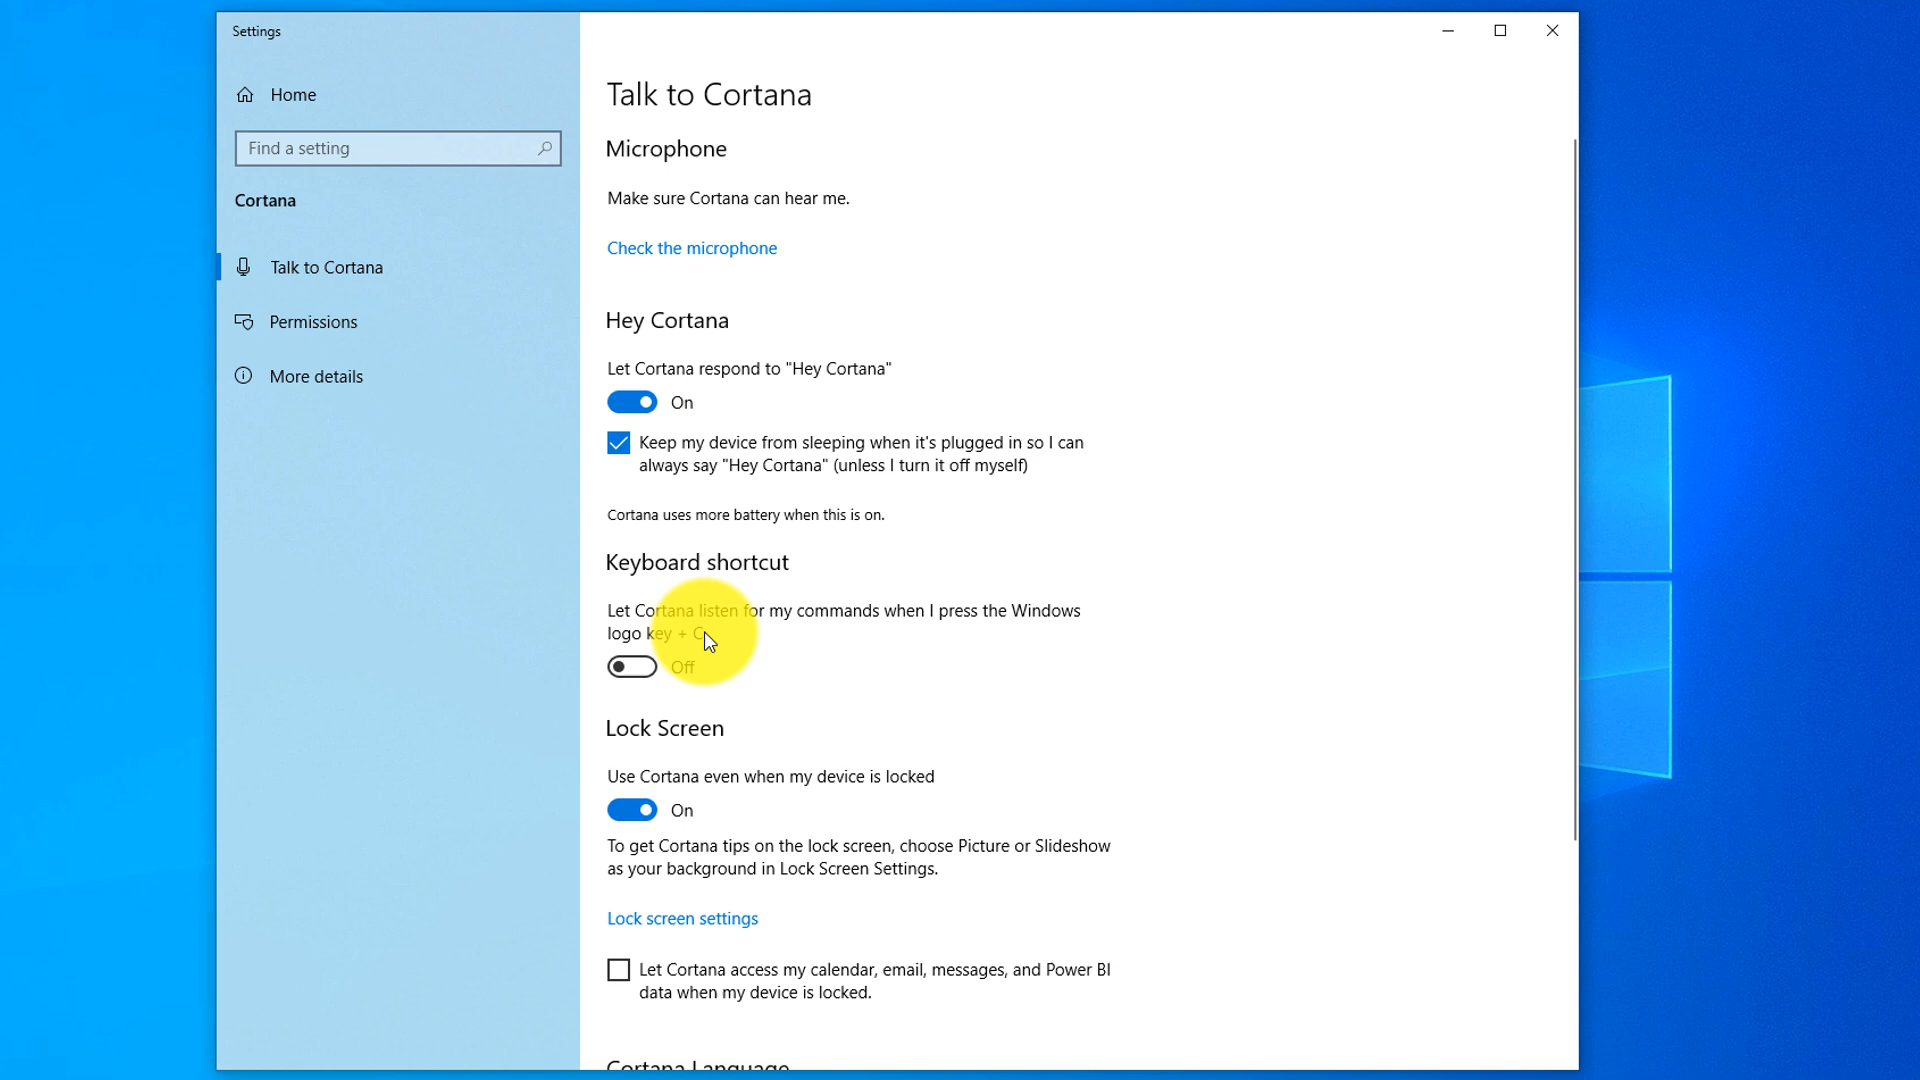 Settings
Home
Find a setting
Cortana
Talk to Cortana
Permissions
More details
Talk to Cortana
Microphone
Make sure Cortana can hear me.
Check the microphone
Hey Cortana
Let Cortana respond to "Hey Cortana"
On
Keep my device from sleeping when it's plugged in so I can
always say "Hey Cortana" (unless I turn it off myself)
Cortana uses more battery when this is on.
Keyboard shortcut
Let Cortana listen for my commands when I press the Windows
logo key + C
Off
Lock Screen
Use Cortana even when my device is locked
On
To get Cortana tips on the lock screen, choose Picture or Slideshow
as your background in Lock Screen Settings.
Lock screen settings
Let Cortana access my calendar, email, messages, and Power BI
data when my device is locked.
Cortana Language